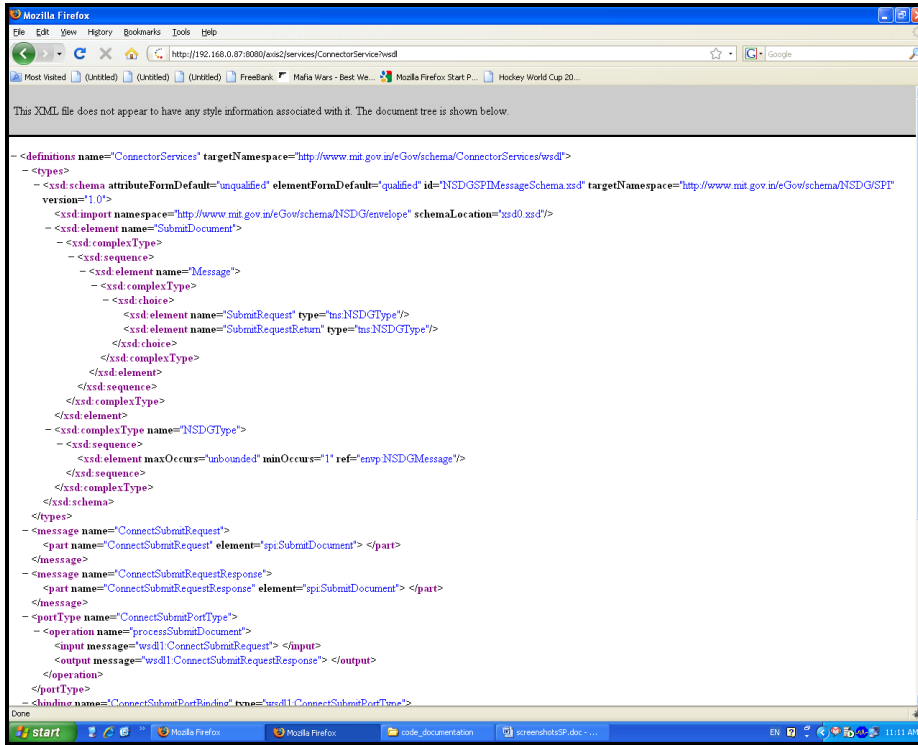 Mozilla Firefox
File Edit View History Bookmarks Tools Help
http://192.168.0.87:8080/axis2/services/ConnectorService?wsdl
G Google
Most Visited (Untitled) (Untitled) (Untitled) FreeBank Mafia Wars - Best We... Mozilla Firefox Start P... Hockey World Cup 20...
This XML file does not appear to have any style information associated with it. The document tree is shown below.
− <definitions name="ConnectorServices" targetNamespace="http://www.mit.gov.in/eGov/schema/ConnectorServices/wsdl">
− <types>
− <xsd:schema attributeFormDefault="unqualified" elementFormDefault="qualified" id="NSDGSPIMessageSchema.xsd" targetNamespace="http://www.mit.gov.in/eGov/schema/NSDG/SPI"
version="1.0">
<xsd:import namespace="http://www.mit.gov.in/eGov/schema/NSDG/envelope" schemaLocation="xsd0.xsd"/>
− <xsd:element name="SubmitDocument">
− <xsd:complexType>
− <xsd:sequence>
− <xsd:element name="Message">
− <xsd:complexType>
− <xsd:choice>
<xsd:element name="SubmitRequest" type="tns:NSDGType"/>
<xsd:element name="SubmitRequestReturn" type="tns:NSDGType"/>
</xsd:choice>
</xsd:complexType>
</xsd:element>
</xsd:sequence>
</xsd:complexType>
</xsd:element>
− <xsd:complexType name="NSDGType">
− <xsd:sequence>
<xsd:element maxOccurs="unbounded" minOccurs="1" ref="envp:NSDGMessage"/>
</xsd:sequence>
</xsd:complexType>
</xsd:schema>
</types>
− <message name="ConnectSubmitRequest">
<part name="ConnectSubmitRequest" element="spi:SubmitDocument"> </part>
</message>
− <message name="ConnectSubmitRequestResponse">
<part name="ConnectSubmitRequestResponse" element="spi:SubmitDocument"> </part>
</message>
− <portType name="ConnectSubmitPortType">
− <operation name="processSubmitDocument">
<input message="wsdl1:ConnectSubmitRequest"> </input>
<output message="wsdl1:ConnectSubmitRequestResponse"> </output>
</operation>
</portType>
− <binding name="ConnectSubmitPortBinding" type="wsdl1:ConnectSubmitPortType">
Done
start Mozilla Firefox Mozilla Firefox code_documentation screenshotsSP.doc - ... EN 11:11 AM